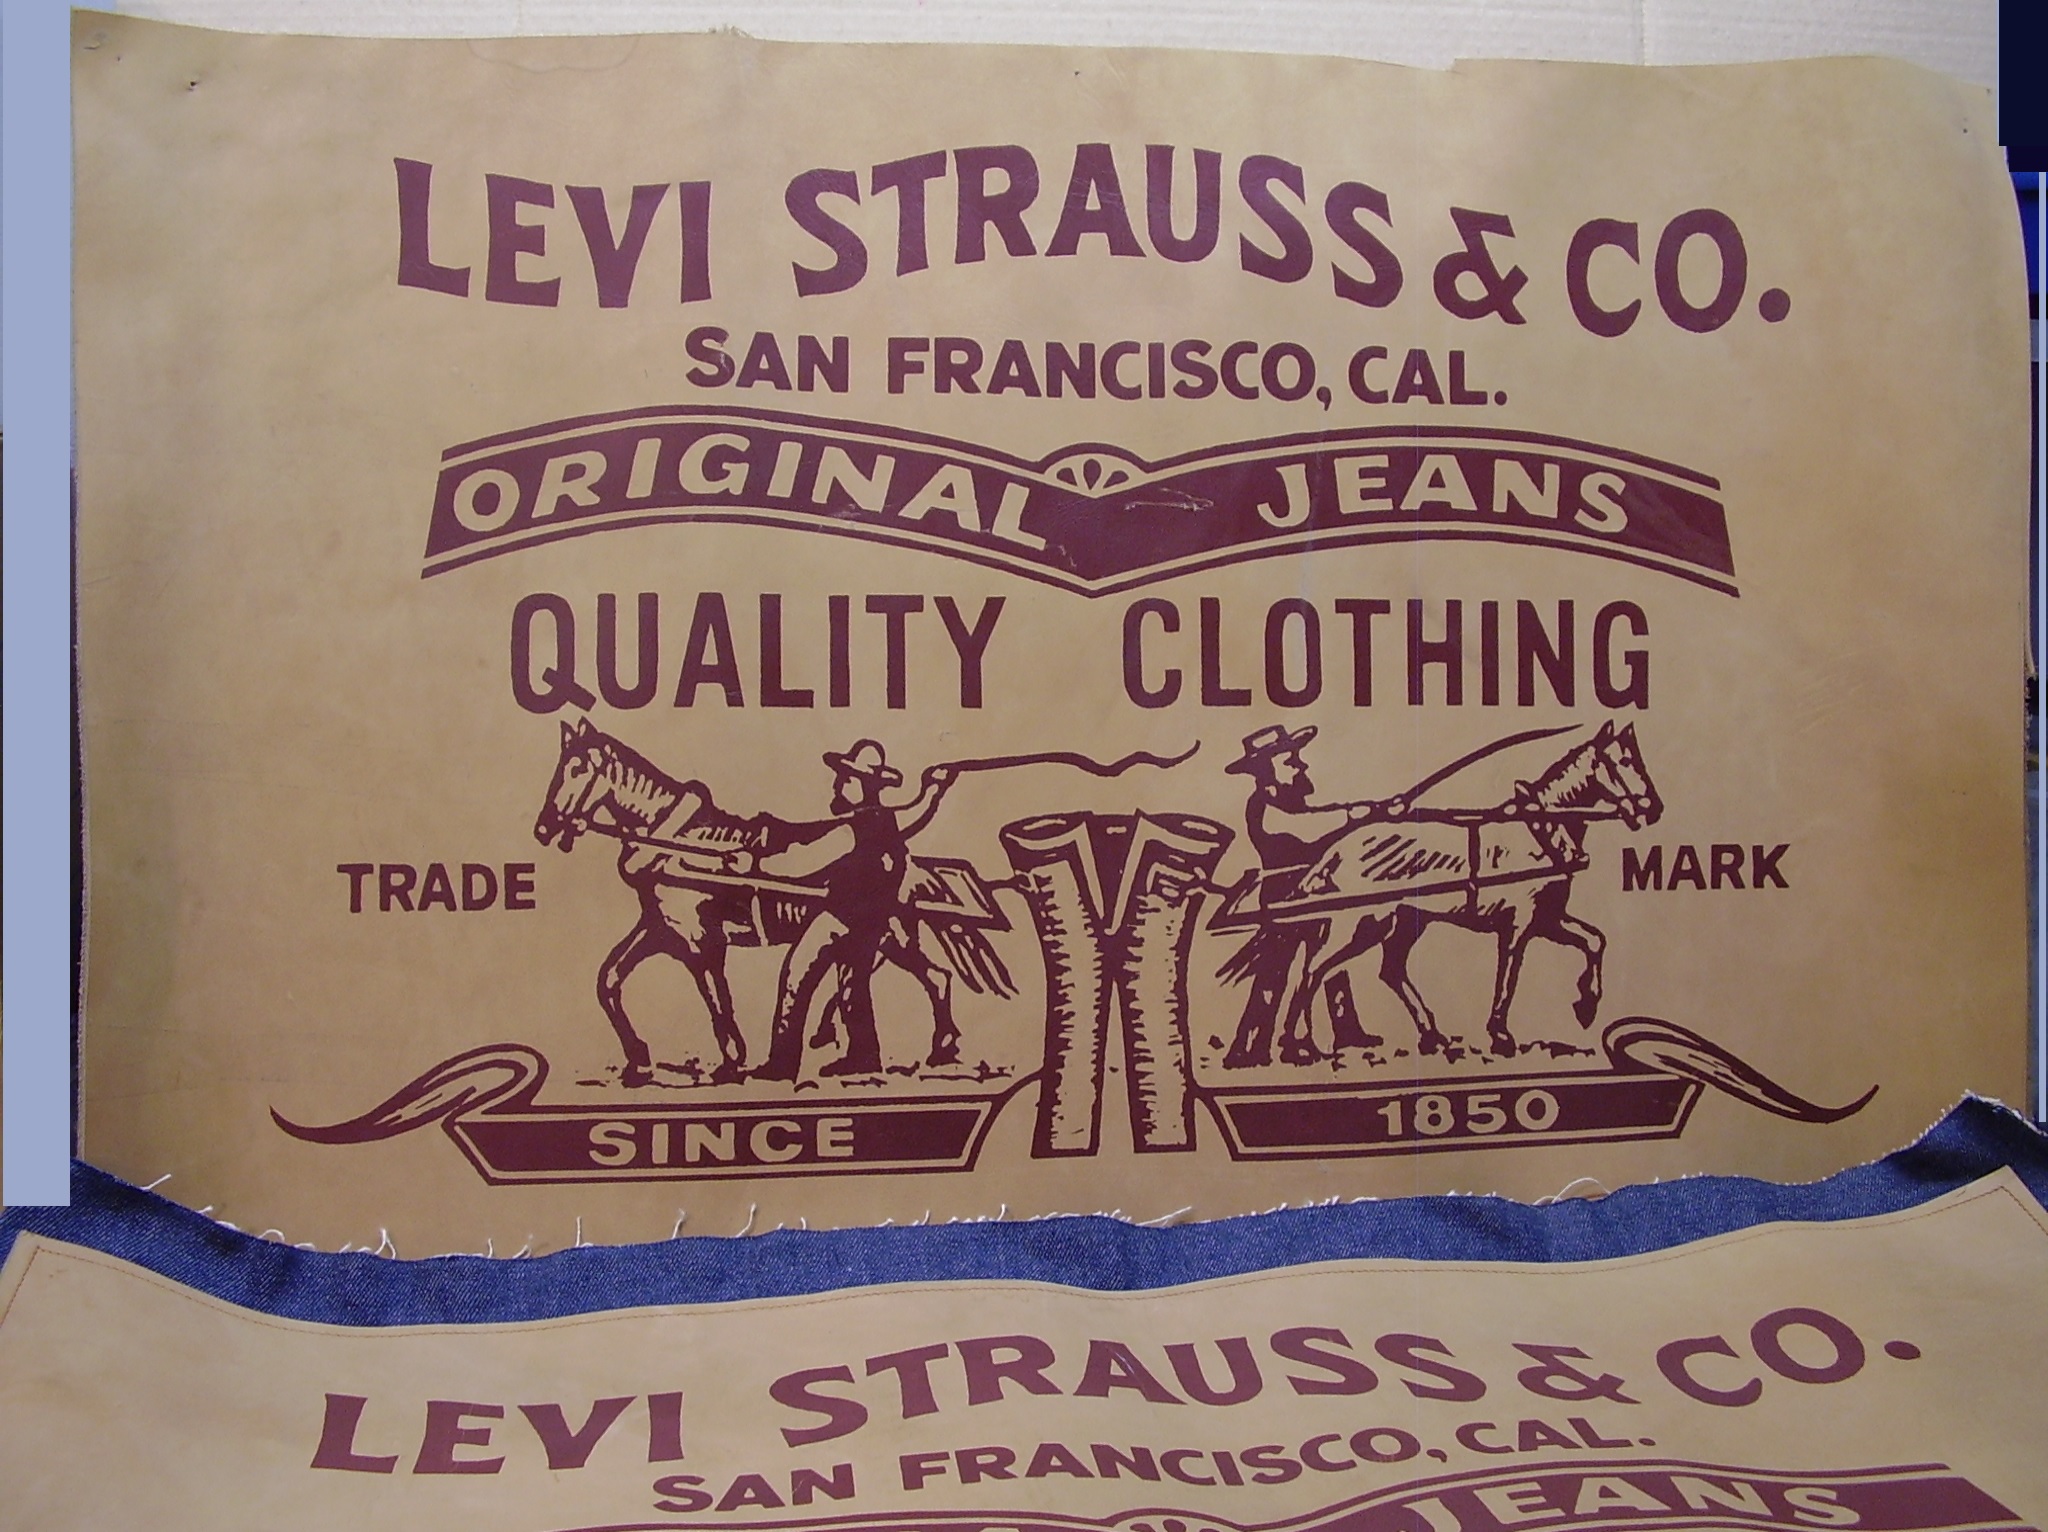 LEVI STRAUSS & CO.
SAN FRANCISCO, CAL.
ORIGINAL JEANS
QUALITY CLOTHING
TRADE MARK
SINCE 1850
LEVI STRAUSS & CO.
SAN FRANCISCO, CAL.
JEANS